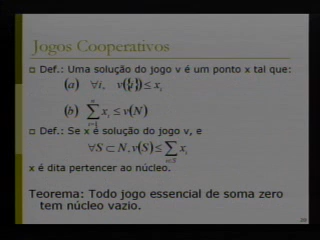 Jogos Cooperativos
Def.: Uma solução do jogo v é um ponto x tal que:
(a) ∀i, v({i}) ≤ xᵢ
(b) ∑ xᵢ ≤ v(N)
Def.: Se x é solução do jogo v, e
∀S ⊂ N, v(S) ≤ ∑ xᵢ
x é dita pertencer ao núcleo.
Teorema: Todo jogo essencial de soma zero
tem núcleo vazio.